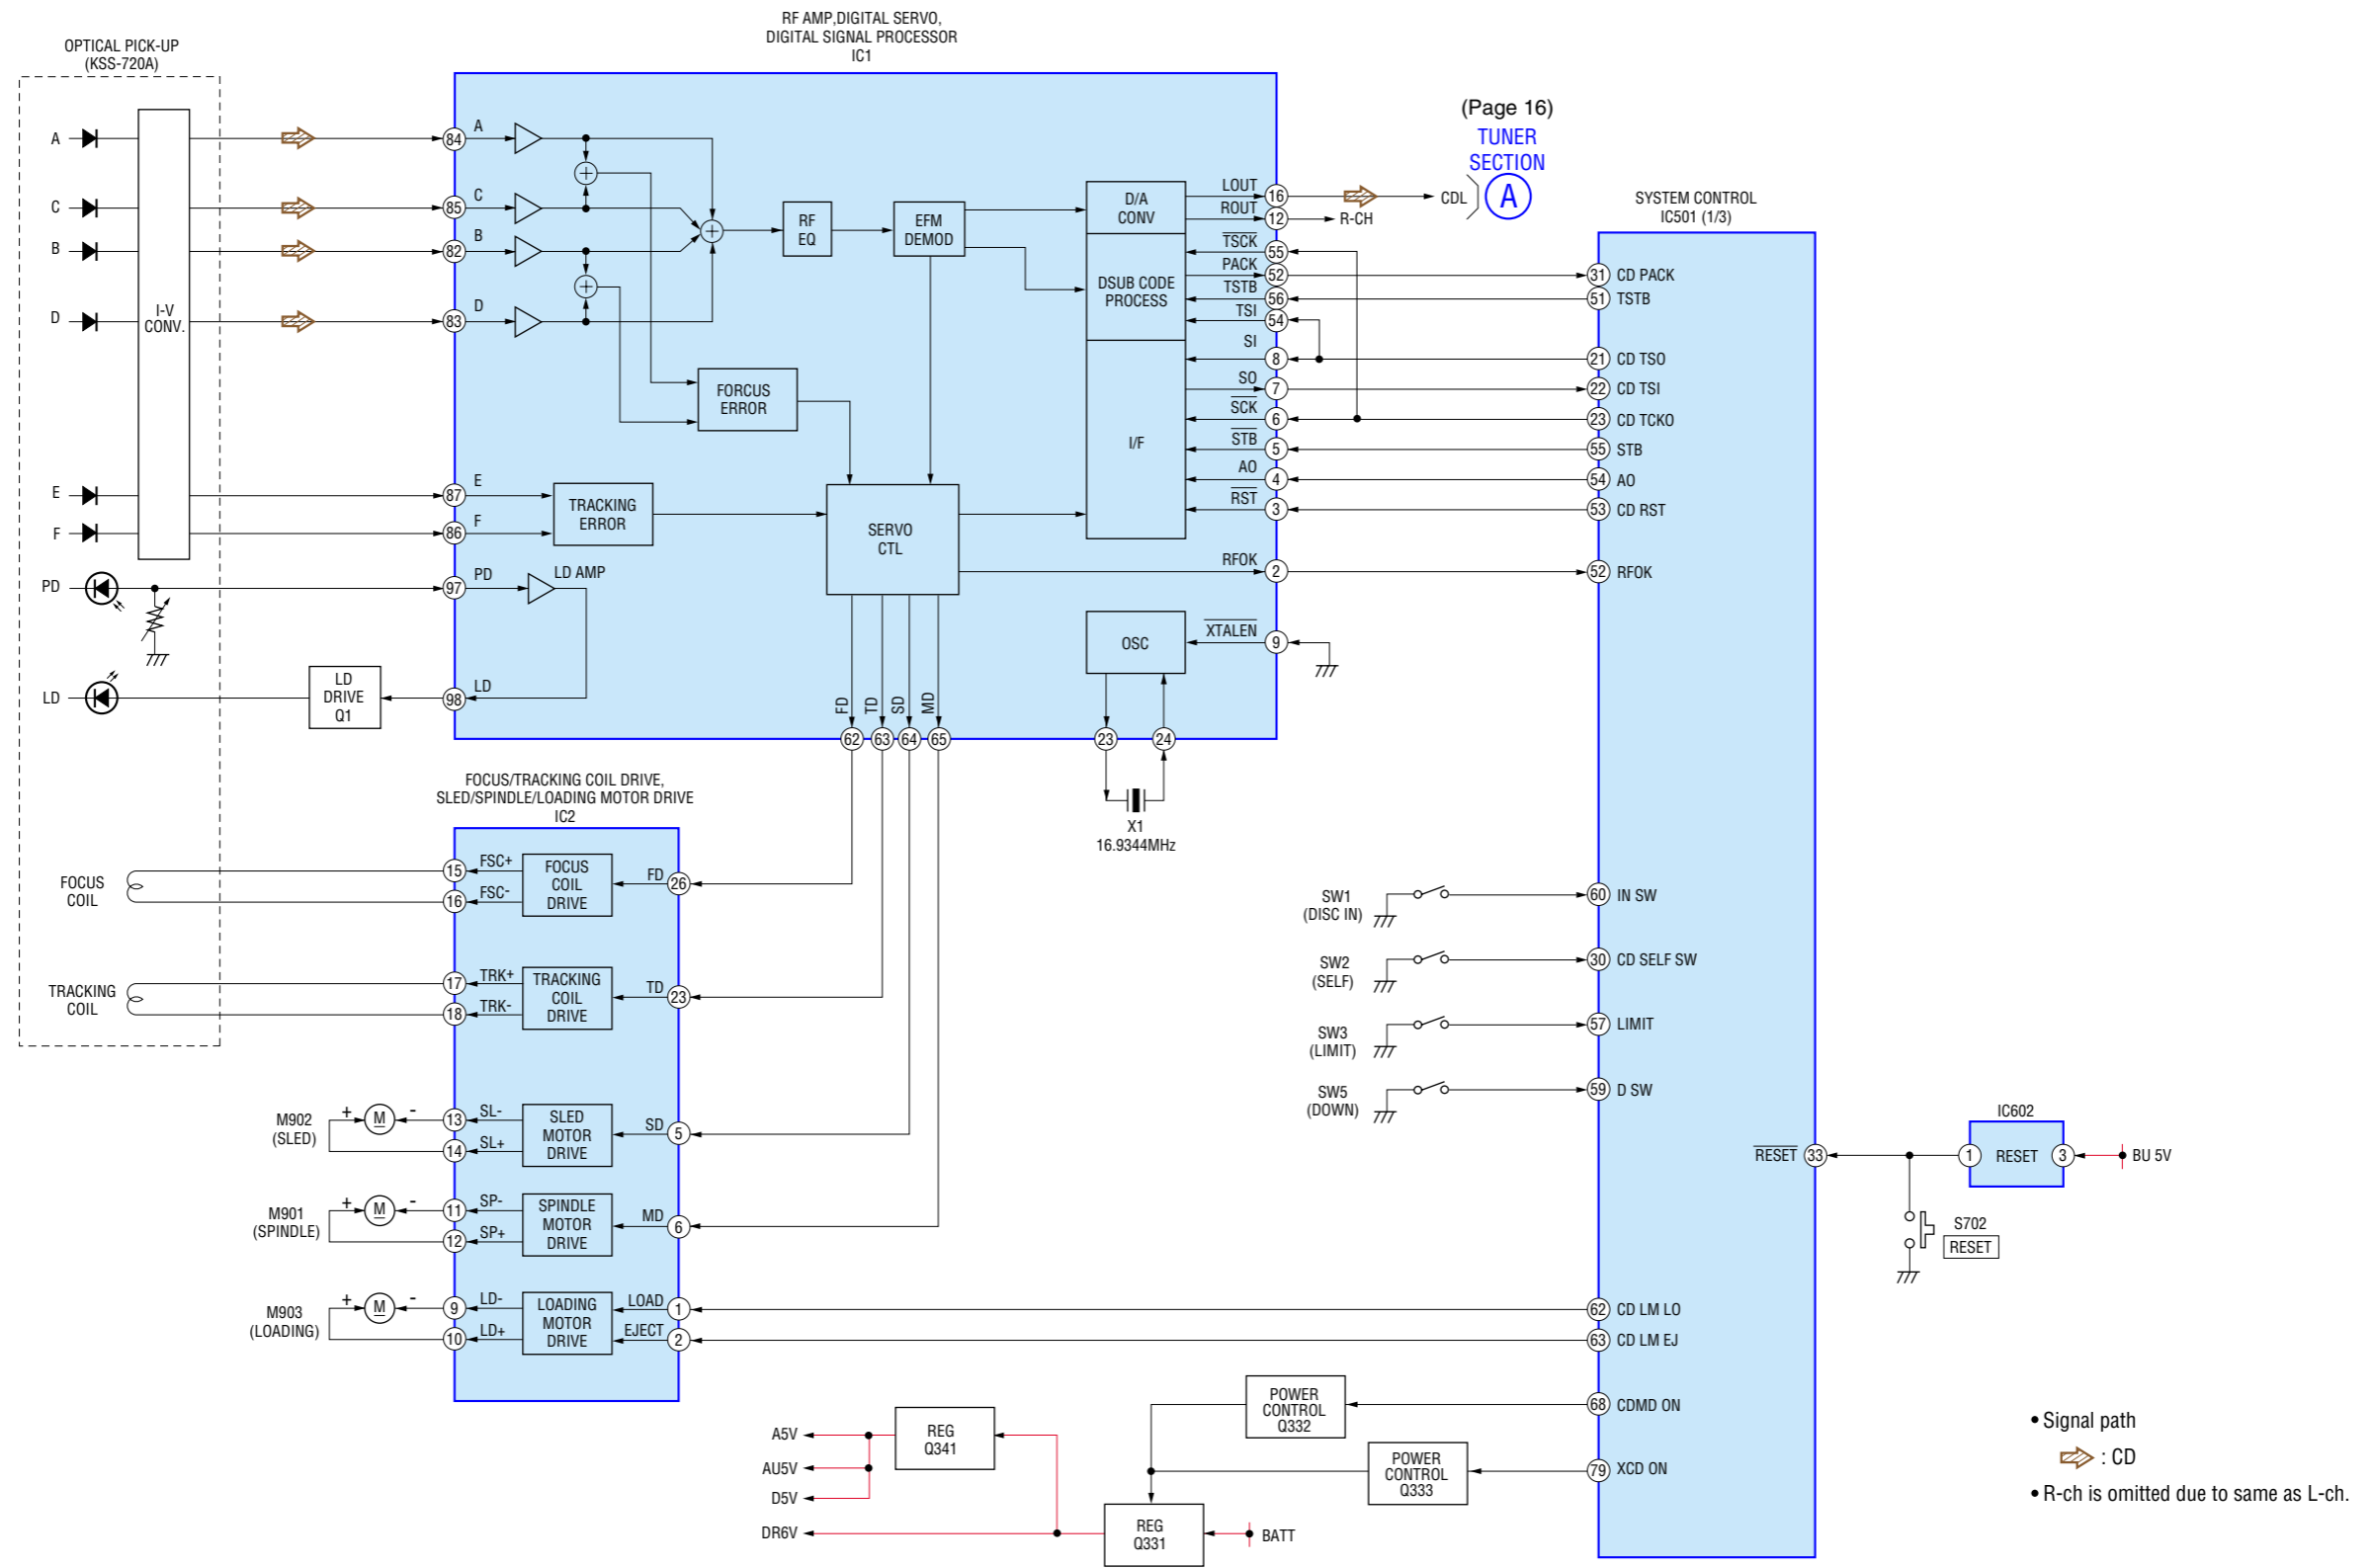 RF AMP,DIGITAL SERVO,
DIGITAL SIGNAL PROCESSOR
IC1
OPTICAL PICK-UP
(KSS-720A)
A
C
B
D
E
F
PD
LD
I-V
CONV.
84
A
85
C
82
B
83
D
87
E
86
F
97
PD
LD AMP
98
LD
LD
DRIVE
Q1
RF
EQ
EFM
DEMOD
FORCUS
ERROR
TRACKING
ERROR
SERVO
CTL
D/A
CONV
DSUB CODE
PROCESS
I/F
OSC
LOUT
16
ROUT
12
TSCK
55
PACK
52
TSTB
56
TSI
54
SI
8
SO
7
SCK
6
STB
5
AO
4
RST
3
RFOK
2
XTALEN
9
FD
TD
SD
MD
62
63
64
65
23
24
X1
16.9344MHz
(Page 16)
TUNER
SECTION
A
CDL
R-CH
SYSTEM CONTROL
IC501 (1/3)
31 CD PACK
51 TSTB
21 CD TSO
22 CD TSI
23 CD TCKO
55 STB
54 AO
53 CD RST
52 RFOK
FOCUS/TRACKING COIL DRIVE,
SLED/SPINDLE/LOADING MOTOR DRIVE
IC2
FOCUS
COIL
15 FSC+
16 FSC-
FOCUS
COIL
DRIVE
FD 26
TRACKING
COIL
17 TRK+
18 TRK-
TRACKING
COIL
DRIVE
TD 23
M902
(SLED)
+ M -
13 SL-
14 SL+
SLED
MOTOR
DRIVE
SD 5
M901
(SPINDLE)
+ M -
11 SP-
12 SP+
SPINDLE
MOTOR
DRIVE
MD 6
M903
(LOADING)
+ M -
9 LD-
10 LD+
LOADING
MOTOR
DRIVE
LOAD 1
EJECT 2
SW1
(DISC IN)
60 IN SW
SW2
(SELF)
30 CD SELF SW
SW3
(LIMIT)
57 LIMIT
SW5
(DOWN)
59 D SW
RESET 33
IC602
1 RESET 3
BU 5V
S702
RESET
62 CD LM LO
63 CD LM EJ
68 CDMD ON
79 XCD ON
POWER
CONTROL
Q332
POWER
CONTROL
Q333
REG
Q341
REG
Q331
A5V
AU5V
D5V
DR6V
BATT
• Signal path
: CD
• R-ch is omitted due to same as L-ch.